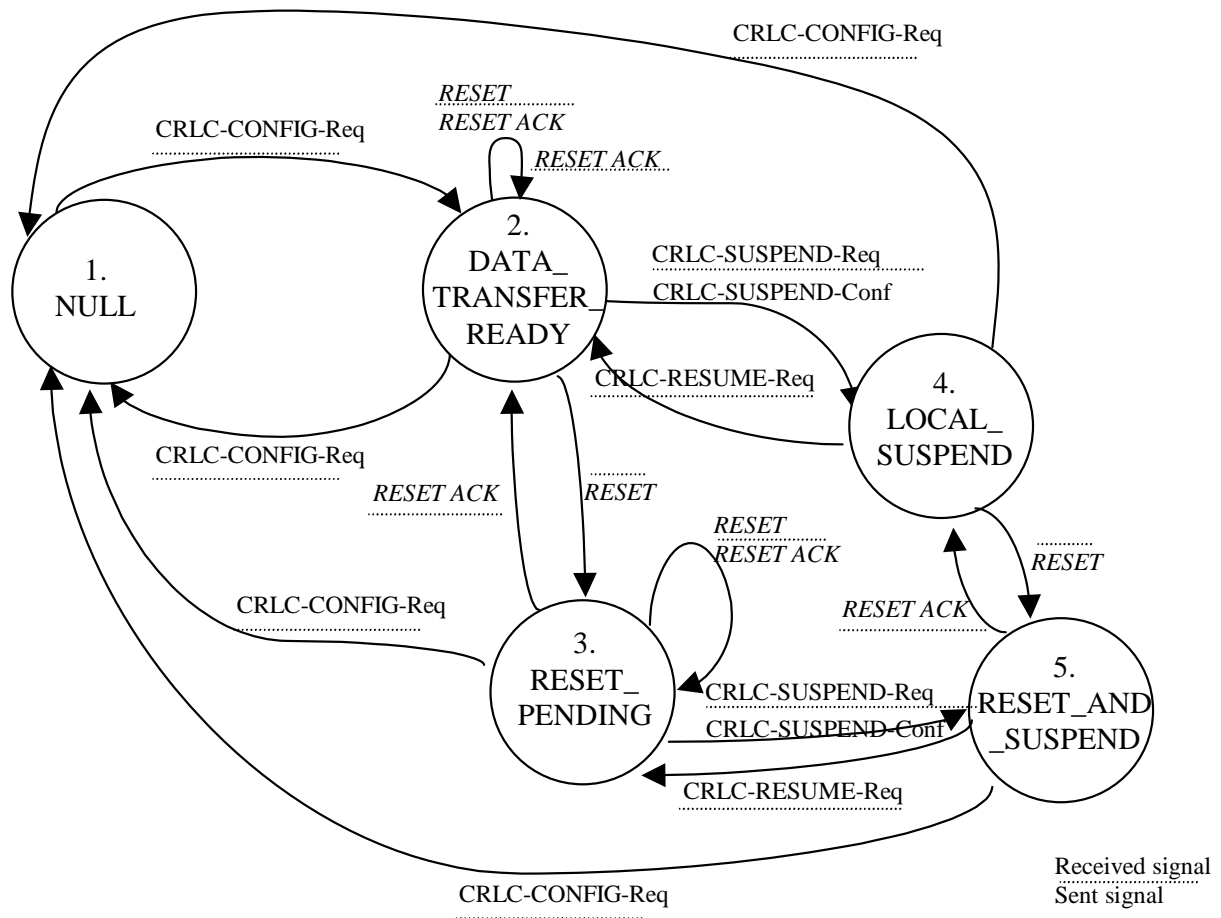 CRLC-CONFIG-Req
RESET
RESET ACK
CRLC-CONFIG-Req
RESET ACK
1.
NULL
2.
DATA_
TRANSFER_
READY
CRLC-SUSPEND-Req
CRLC-SUSPEND-Conf
CRLC-RESUME-Req
4.
LOCAL_
SUSPEND
CRLC-CONFIG-Req
RESET ACK
RESET
RESET
RESET ACK
RESET
CRLC-CONFIG-Req
RESET ACK
3.
RESET_
PENDING
CRLC-SUSPEND-Req
CRLC-SUSPEND-Conf
5.
RESET_AND
_SUSPEND
CRLC-RESUME-Req
CRLC-CONFIG-Req
Received signal
Sent signal